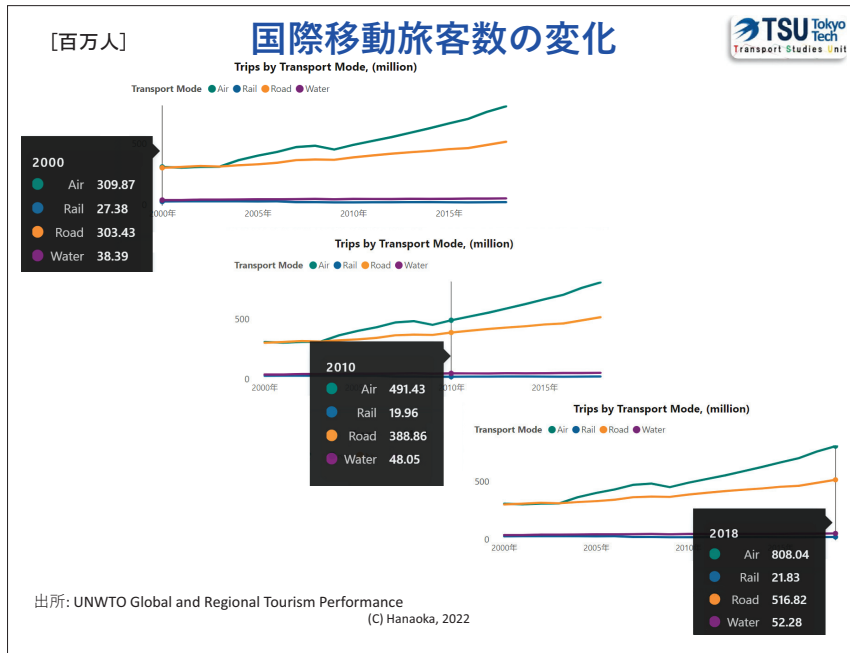 [百万人]
国際移動旅客数の変化
TSU Tokyo Tech
Transport Studies Unit
Trips by Transport Mode, (million)
Transport Mode Air Rail Road Water
2000
Air 309.87
Rail 27.38
Road 303.43
Water 38.39
2000年 2005年 2010年 2015年
Trips by Transport Mode, (million)
Transport Mode Air Rail Road Water
500
0
2000年 2010年 2015年
2010
Air 491.43
Rail 19.96
Road 388.86
Water 48.05
Trips by Transport Mode, (million)
Transport Mode Air Rail Road Water
500
0
2000年 2005年
2018
Air 808.04
Rail 21.83
Road 516.82
Water 52.28
出所: UNWTO Global and Regional Tourism Performance
(C) Hanaoka, 2022